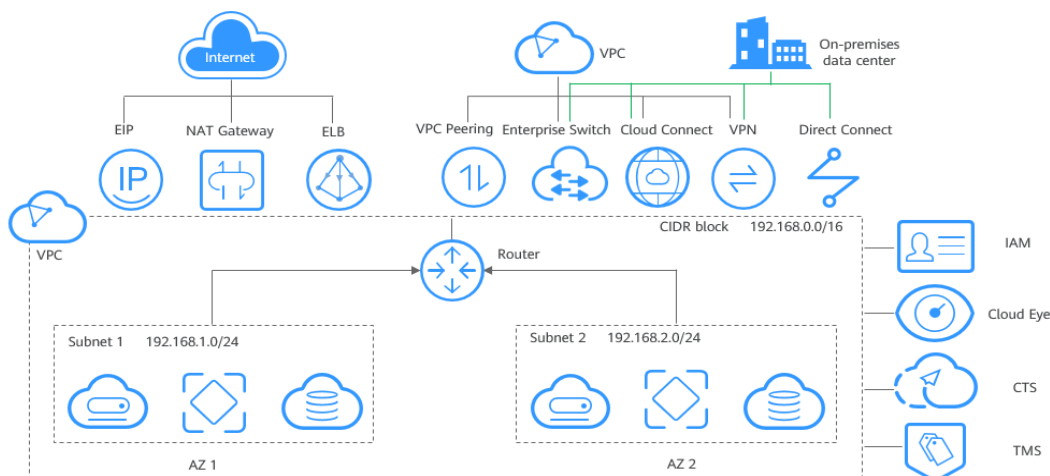 Internet
VPC
On-premises
data center
EIP
NAT Gateway
ELB
VPC Peering
Enterprise Switch
Cloud Connect
VPN
Direct Connect
IP
VPC
CIDR block 192.168.0.0/16
Router
IAM
Cloud Eye
CTS
TMS
Subnet 1 192.168.1.0/24
Subnet 2 192.168.2.0/24
AZ 1
AZ 2